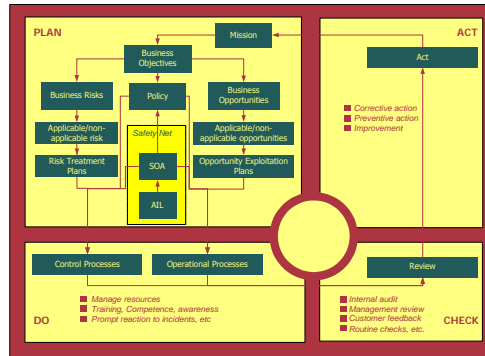 PLAN
Mission
Business
Objectives
Business Risks
Policy
Business
Opportunities
Applicable/non-
applicable risk
Safety Net
Applicable/non-
applicable opportunities
Risk Treatment
Plans
SOA
Opportunity Exploitation
Plans
AIL
ACT
Act
Corrective action
Preventive action
Improvement
Control Processes
Operational Processes
Manage resources
Training, Competence, awareness
Prompt reaction to incidents, etc
DO
Review
Internal audit
Management review
Customer feedback
Routine checks, etc.
CHECK